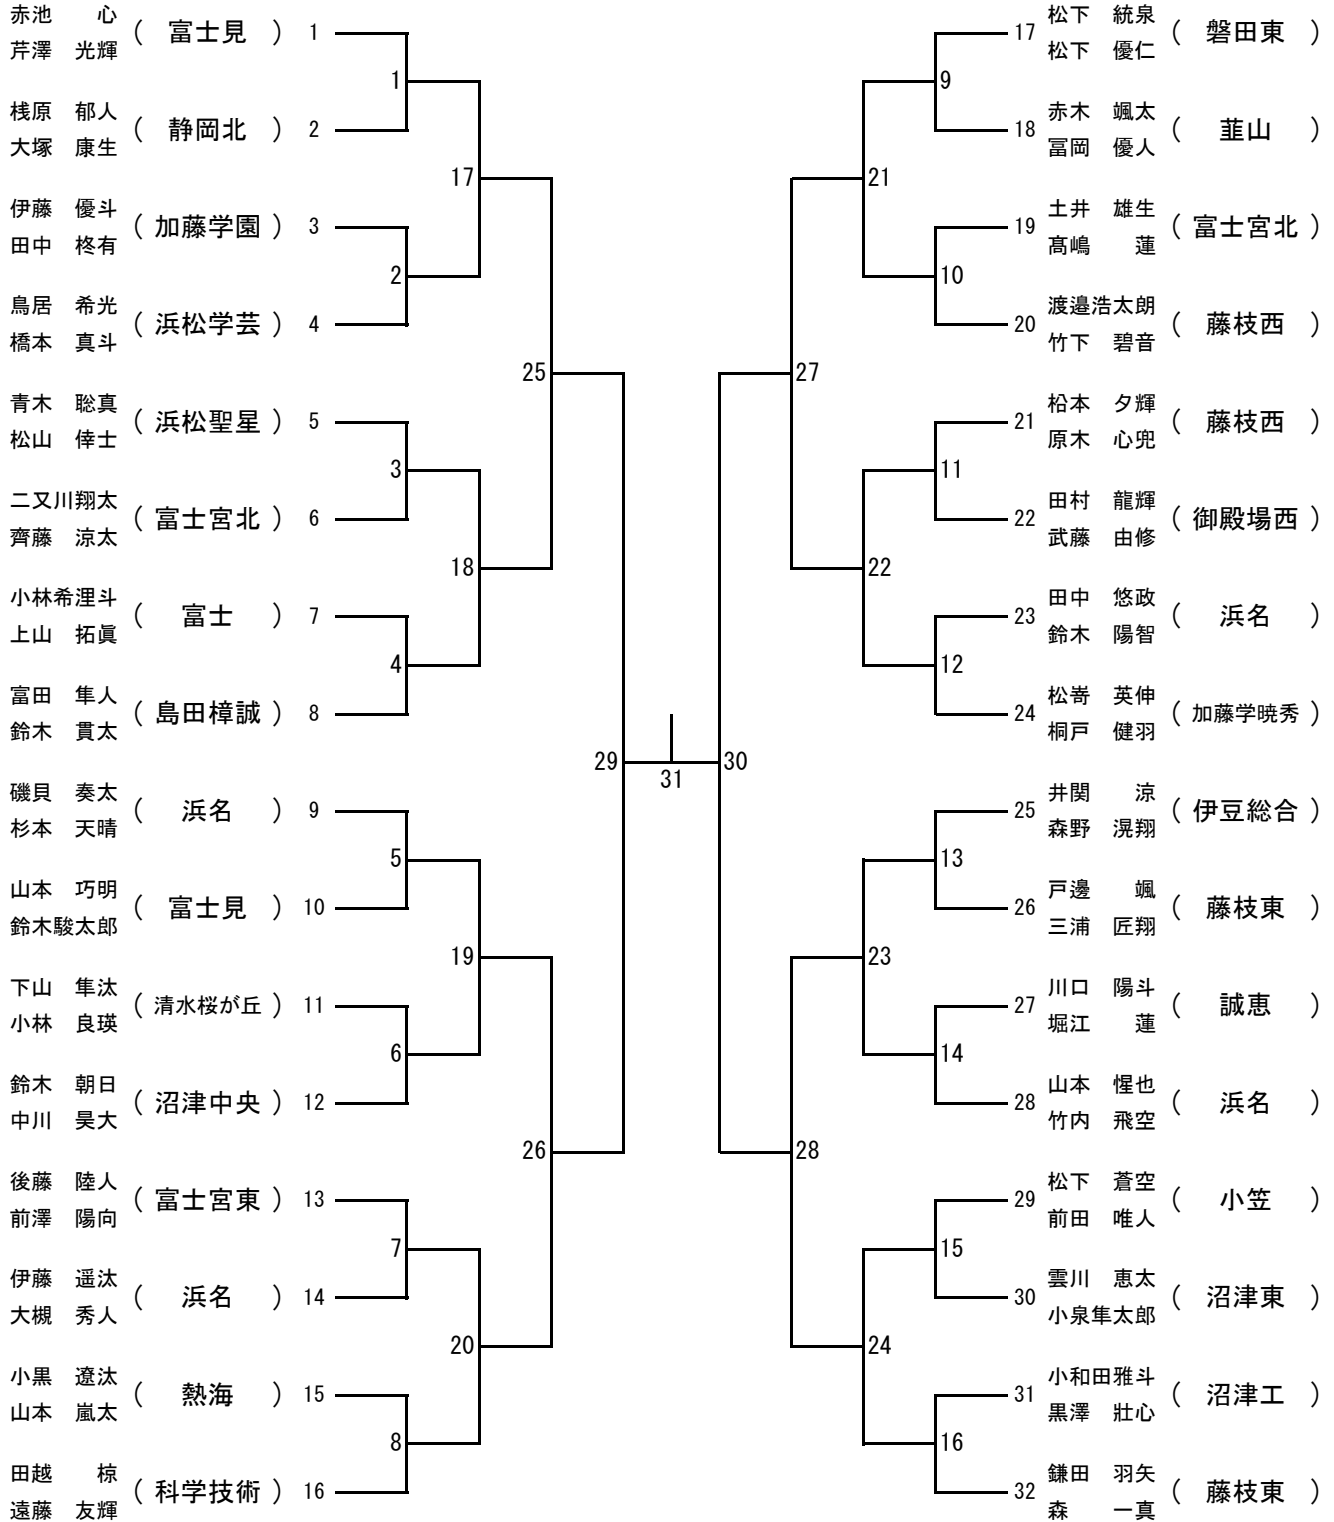 赤池　　心
芹澤　光輝
（ 富士見 ） 1
桟原　郁人
大塚　康生
（ 静岡北 ） 2
伊藤　優斗
田中　柊有
（ 加藤学園 ） 3
鳥居　希光
橋本　真斗
（ 浜松学芸 ） 4
青木　聡真
松山　倖士
（ 浜松聖星 ） 5
二又川翔太
齊藤　涼太
（ 富士宮北 ） 6
小林希浬斗
上山　拓眞
（ 富士 ） 7
富田　隼人
鈴木　貫太
（ 島田樟誠 ） 8
磯貝　奏太
杉本　天晴
（ 浜名 ） 9
山本　巧明
鈴木駿太郎
（ 富士見 ） 10
下山　隼汰
小林　良瑛
（ 清水桜が丘 ） 11
鈴木　朝日
中川　昊大
（ 沼津中央 ） 12
後藤　陸人
前澤　陽向
（ 富士宮東 ） 13
伊藤　遥汰
大槻　秀人
（ 浜名 ） 14
小黒　遼汰
山本　嵐太
（ 熱海 ） 15
田越　　椋
遠藤　友輝
（ 科学技術 ） 16
1
2
3
4
5
6
7
8
17
18
19
20
25
26
29
31
30
27
28
21
22
23
24
9
10
11
12
13
14
15
16
17 松下　統泉
松下　優仁
（ 磐田東 ）
18 赤木　颯太
冨岡　優人
（ 韮山 ）
19 土井　雄生
髙嶋　　蓮
（ 富士宮北 ）
20 渡邉浩太朗
竹下　碧音
（ 藤枝西 ）
21 柗本　夕輝
原木　心兜
（ 藤枝西 ）
22 田村　龍輝
武藤　由修
（ 御殿場西 ）
23 田中　悠政
鈴木　陽智
（ 浜名 ）
24 松嵜　英伸
桐戸　健羽
（ 加藤学暁秀 ）
25 井関　　涼
森野　滉翔
（ 伊豆総合 ）
26 戸邊　　颯
三浦　匠翔
（ 藤枝東 ）
27 川口　陽斗
堀江　　蓮
（ 誠恵 ）
28 山本　惺也
竹内　飛空
（ 浜名 ）
29 松下　蒼空
前田　唯人
（ 小笠 ）
30 雲川　恵太
小泉隼太郎
（ 沼津東 ）
31 小和田雅斗
黒澤　壯心
（ 沼津工 ）
32 鎌田　羽矢
森　　一真
（ 藤枝東 ）